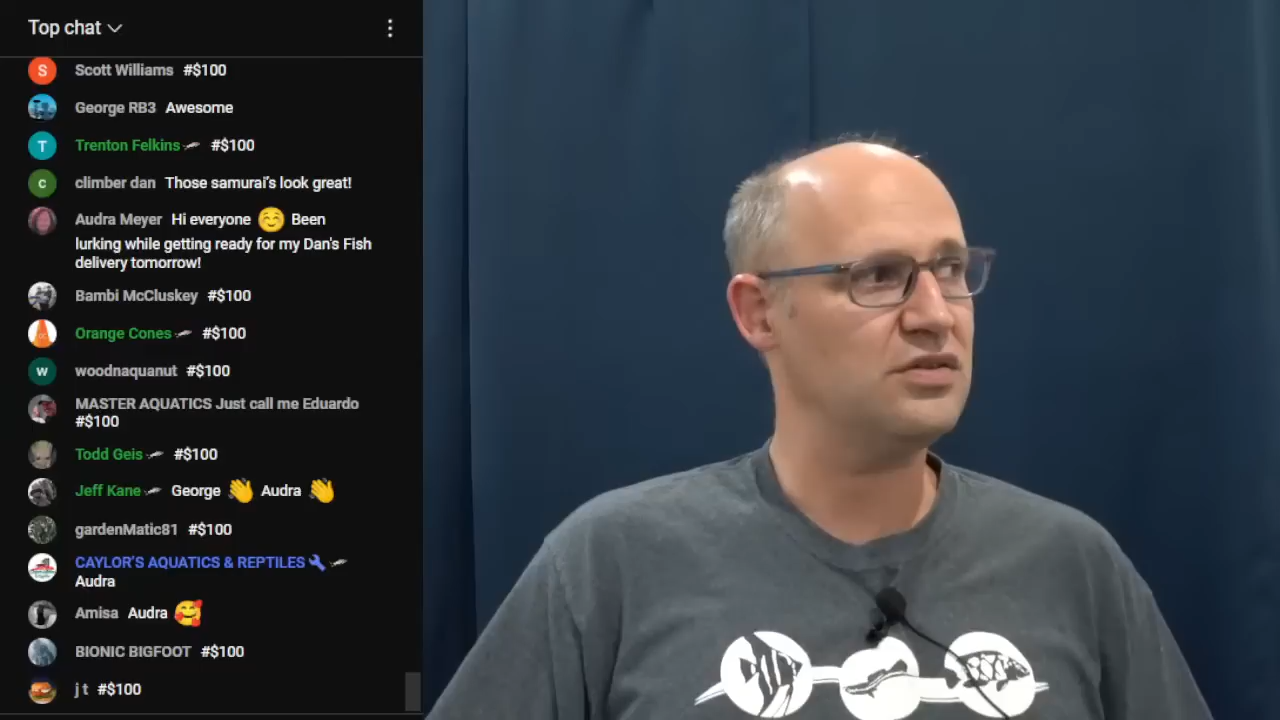 Top chat
S Scott Williams #$100
George RB3 Awesome
T Trenton Felkins #$100
c climber dan Those samurai's look great!
Audra Meyer Hi everyone ☺️ Been
lurking while getting ready for my Dan's Fish
delivery tomorrow!
Bambi McCluskey #$100
Orange Cones #$100
w woodnaquanut #$100
MASTER AQUATICS Just call me Eduardo
#$100
Todd Geis #$100
Jeff Kane George 👋 Audra 👋
gardenMatic81 #$100
CAYLOR'S AQUATICS & REPTILES
Audra
Amisa Audra 🥰
BIONIC BIGFOOT #$100
j t #$100